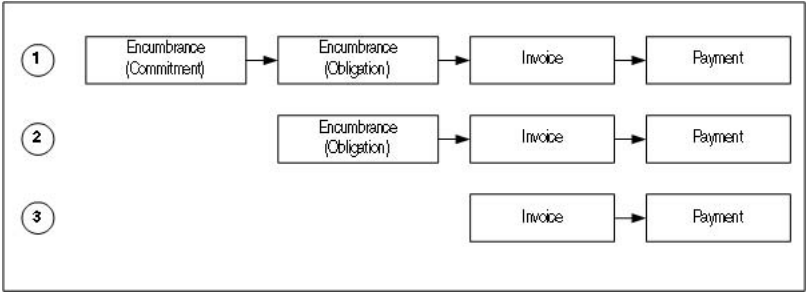 1
Encumbrance
(Commitment)
Encumbrance
(Obligation)
Invoice
Payment
2
Encumbrance
(Obligation)
Invoice
Payment
3
Invoice
Payment